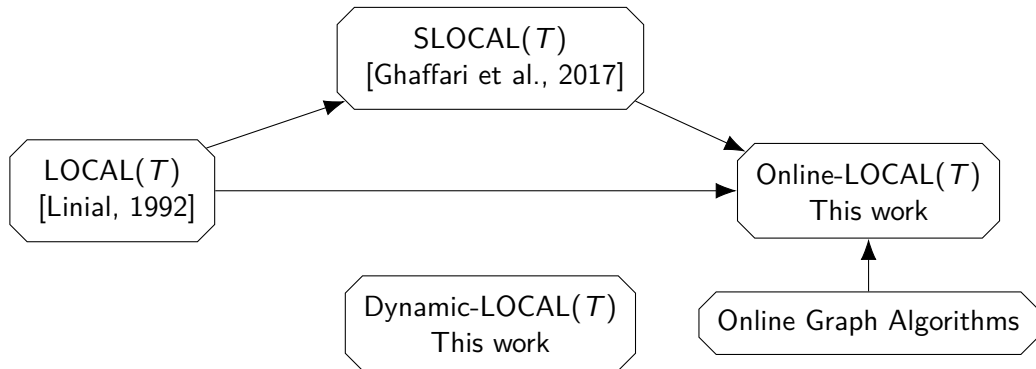 SLOCAL(T)
[Ghaffari et al., 2017]
LOCAL(T)
[Linial, 1992]
Online-LOCAL(T)
This work
Dynamic-LOCAL(T)
This work
Online Graph Algorithms